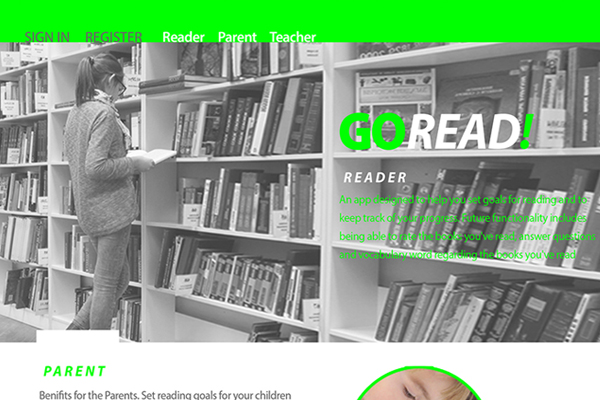 SIGN IN REGISTER Reader Parent Teacher
GOREAD!
READER
An app designed to help you set goals for reading and to
keep track of your progress. Future functionality includes
being able to rate the books you've read, answer questions
and vocabulary word regarding the books you've read.
PARENT
Benifits for the Parents. Set reading goals for your children